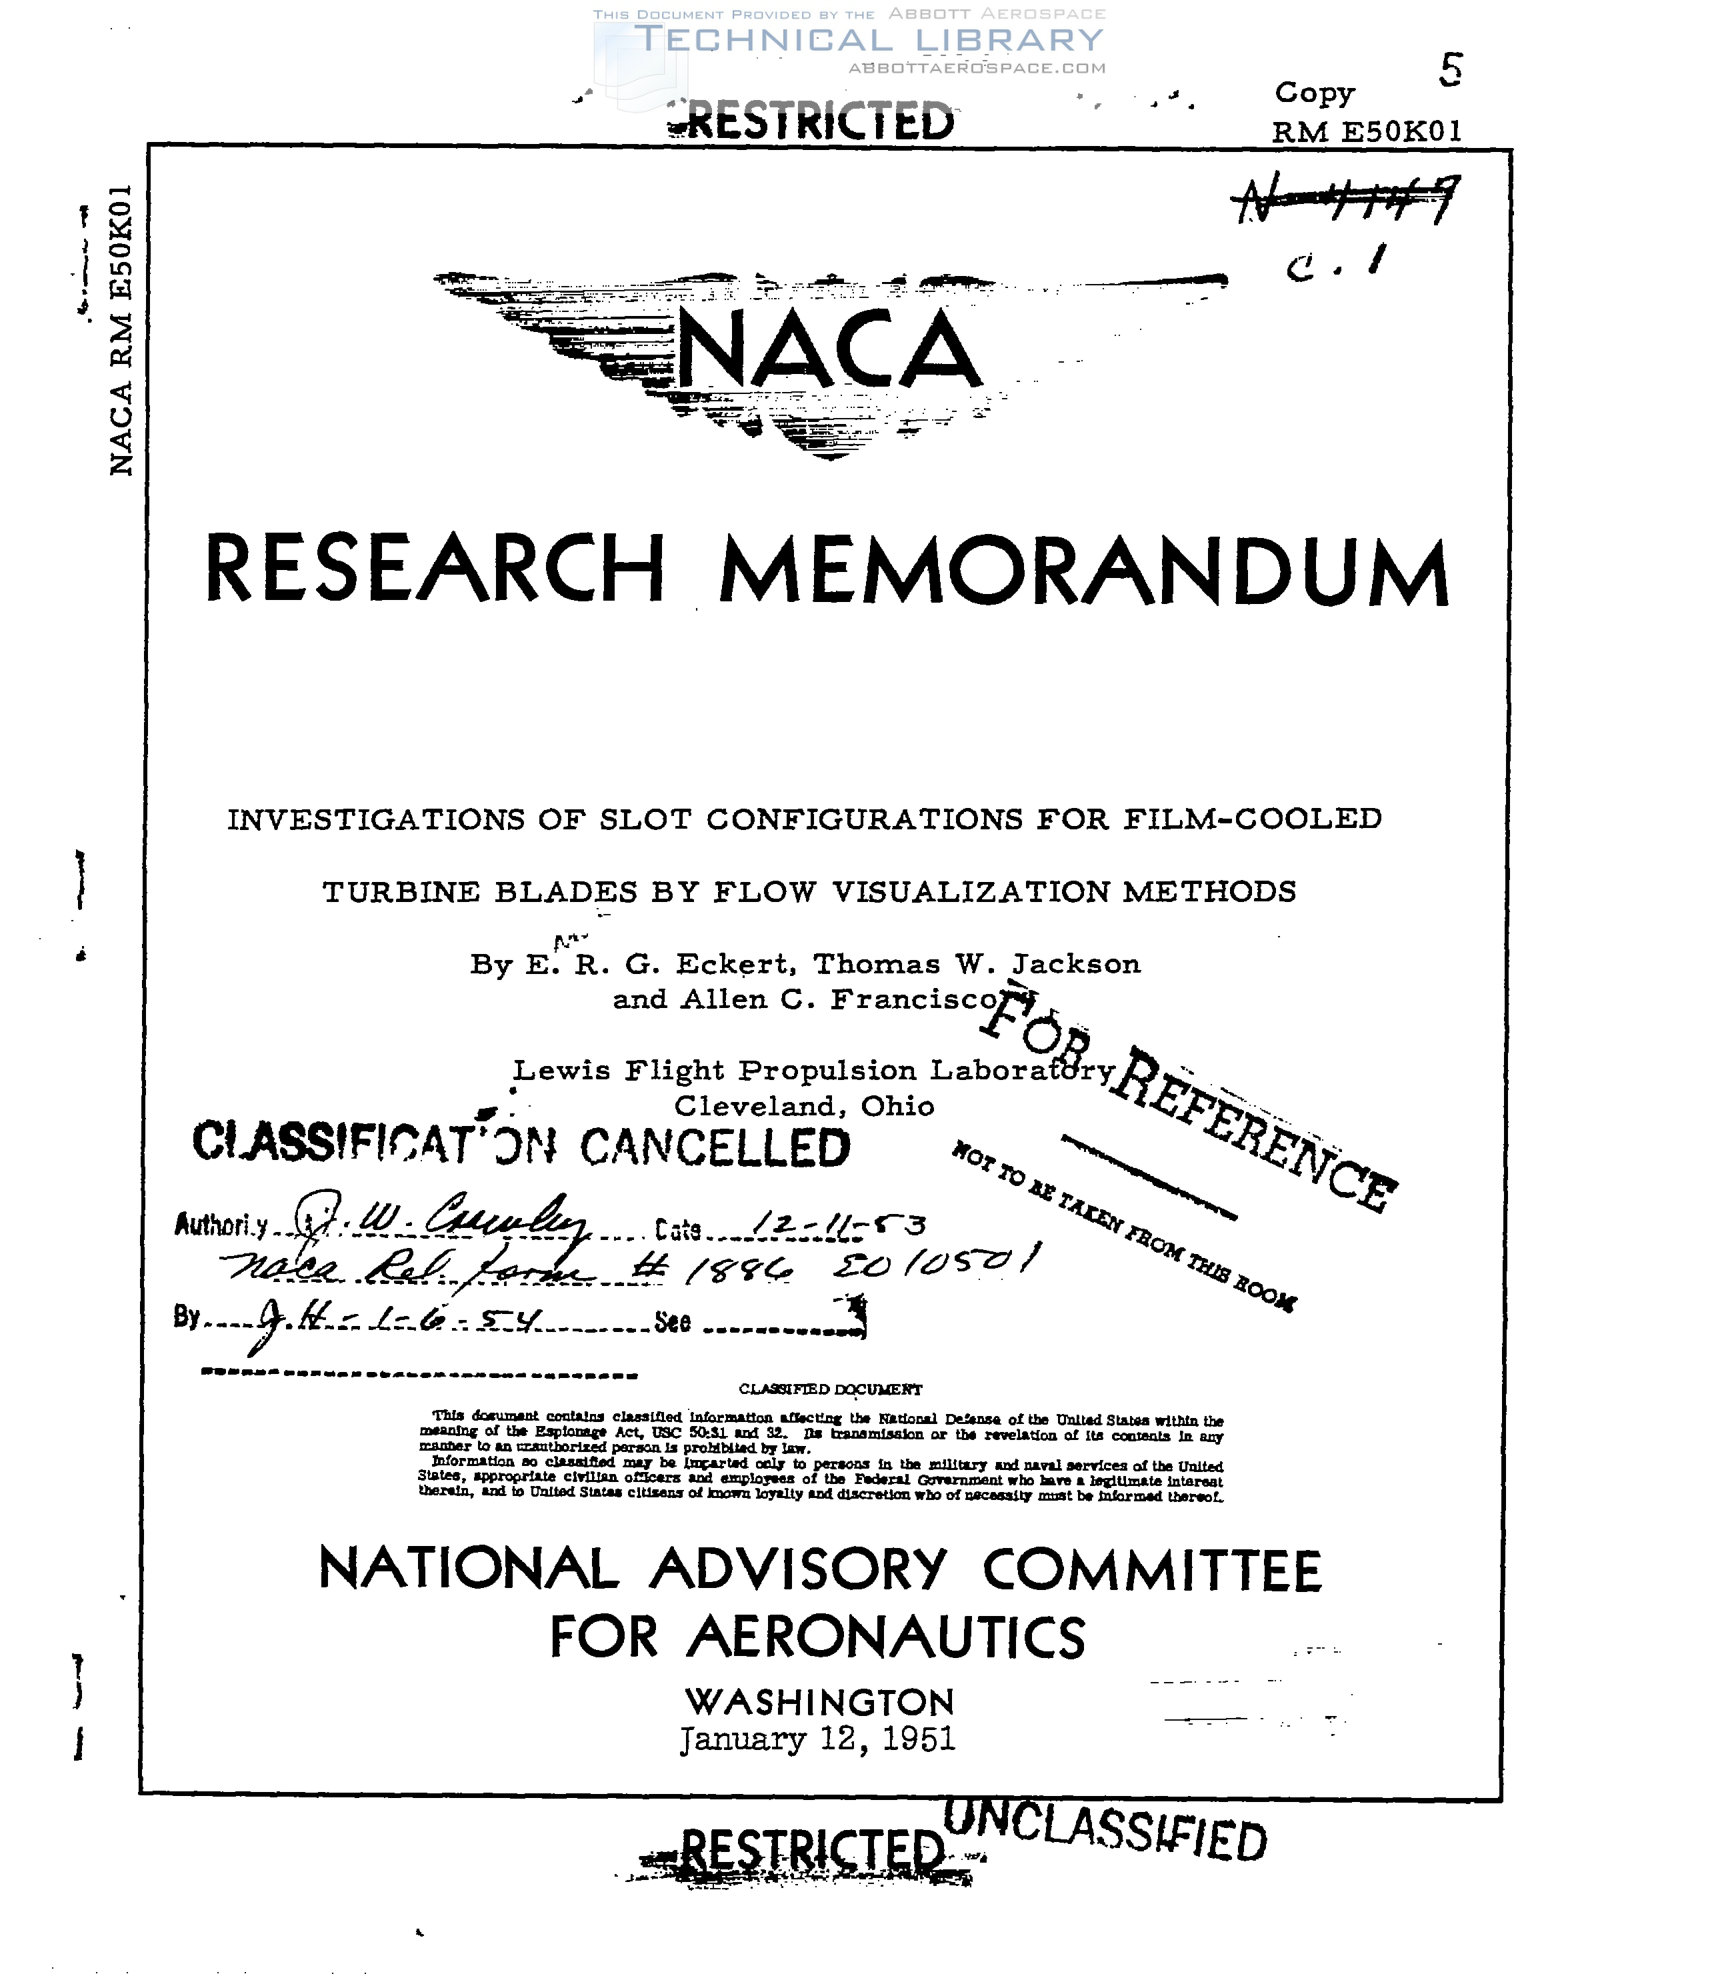 THIS DOCUMENT PROVIDED BY THE ABBOTT AEROSPACE
TECHNICAL LIBRARY
ABBOTTAEROSPACE.COM
RESTRICTED
Copy 5
RM E50K01
NACA RM E50K01
C. 1
NACA
RESEARCH MEMORANDUM
INVESTIGATIONS OF SLOT CONFIGURATIONS FOR FILM-COOLED
TURBINE BLADES BY FLOW VISUALIZATION METHODS
By E. R. G. Eckert, Thomas W. Jackson
and Allen C. Francisco
Lewis Flight Propulsion Laboratory
Cleveland, Ohio
FOR REFERENCE
NOT TO BE TAKEN FROM THIS ROOM
CLASSIFICATION CANCELLED
Authority J. W. Crowley Date 12-11-53
Naca Rel. form # 1886 EO 10501
By J.H - 1-6-54 See
CLASSIFIED DOCUMENT
This document contains classified information affecting the National Defense of the United States within the
meaning of the Espionage Act, USC 50:31 and 32. Its transmission or the revelation of its contents in any
manner to an unauthorized person is prohibited by law.
Information so classified may be imparted only to persons in the military and naval services of the United
States, appropriate civilian officers and employees of the Federal Government who have a legitimate interest
therein, and to United States citizens of known loyalty and discretion who of necessity must be informed thereof.
NATIONAL ADVISORY COMMITTEE
FOR AERONAUTICS
WASHINGTON
January 12, 1951
UNCLASSIFIED
RESTRICTED